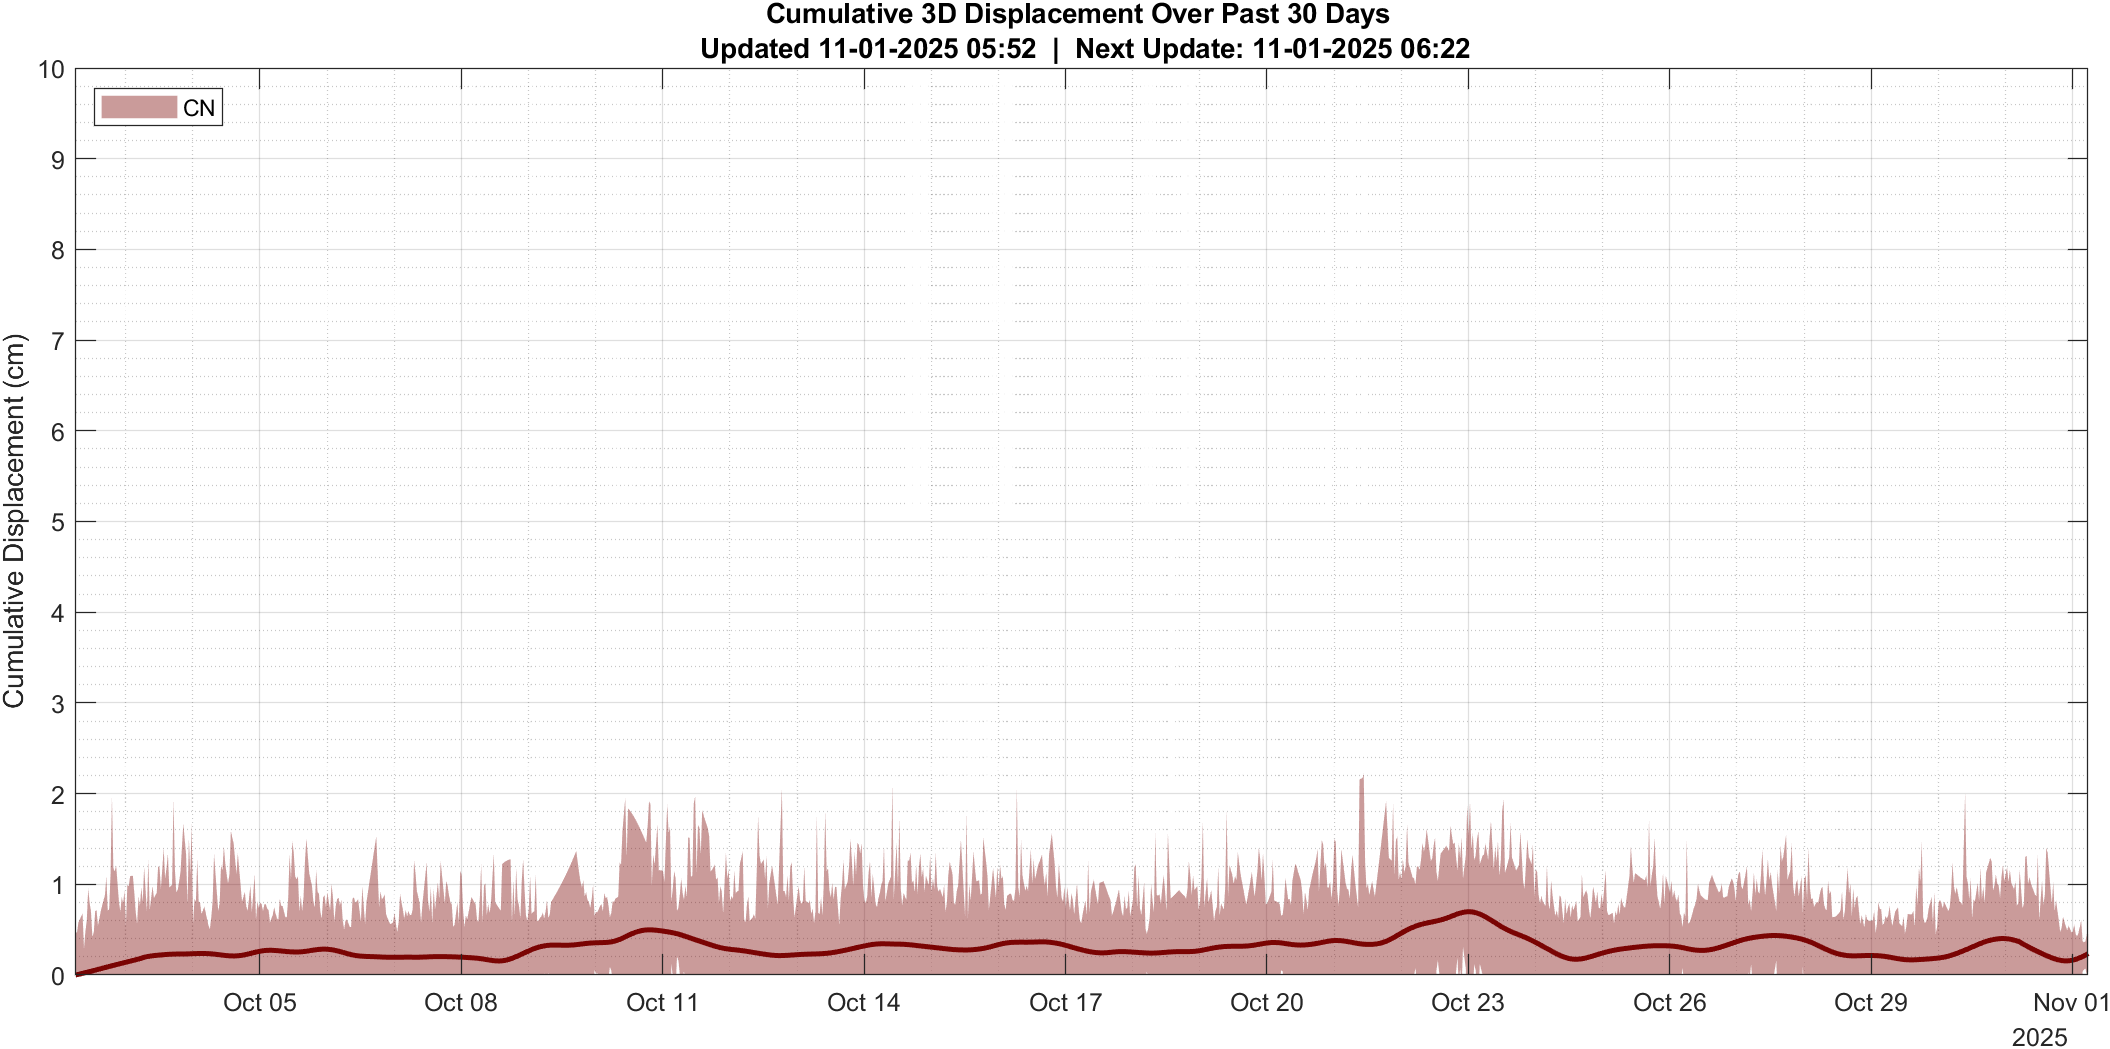 Cumulative 3D Displacement Over Past 30 Days
Updated 11-01-2025 05:52 | Next Update: 11-01-2025 06:22
CN
Cumulative Displacement (cm)
10
9
8
7
6
5
4
3
2
1
0
Oct 05 Oct 08 Oct 11 Oct 14 Oct 17 Oct 20 Oct 23 Oct 26 Oct 29 Nov 01
2025